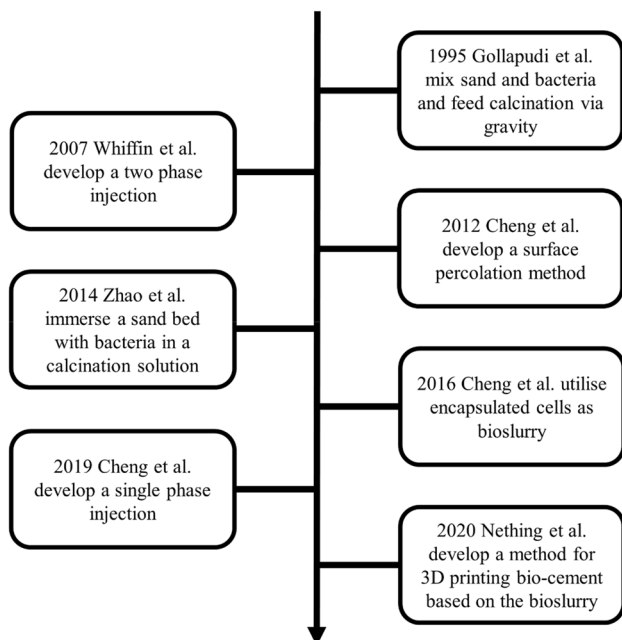 1995 Gollapudi et al.
mix sand and bacteria
and feed calcination via
gravity
2007 Whiffin et al.
develop a two phase
injection
2012 Cheng et al.
develop a surface
percolation method
2014 Zhao et al.
immerse a sand bed
with bacteria in a
calcination solution
2016 Cheng et al. utilise
encapsulated cells as
bioslurry
2019 Cheng et al.
develop a single phase
injection
2020 Nething et al.
develop a method for
3D printing bio-cement
based on the bioslurry